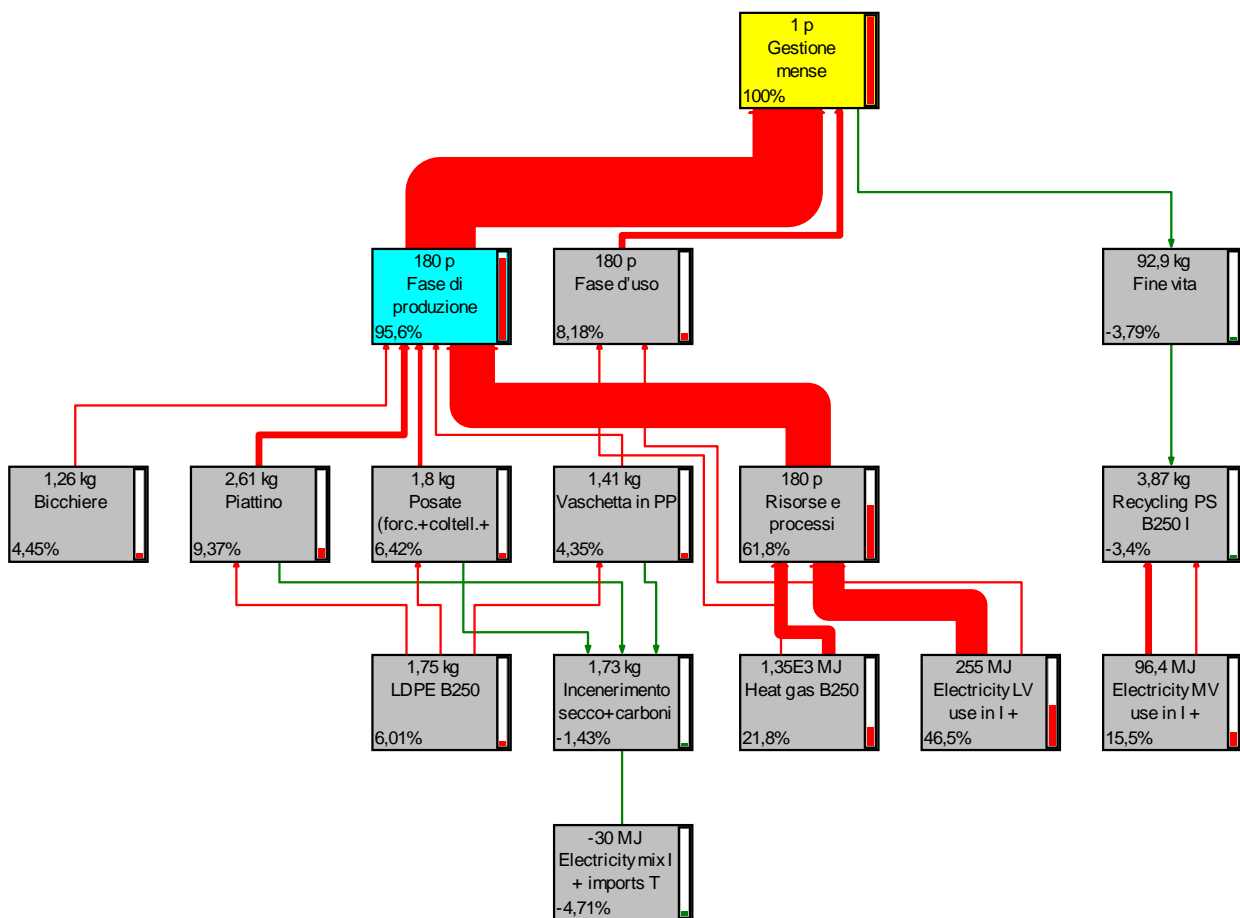 1 p
Gestione
mense
100%
180 p
Fase di
produzione
95,6%
180 p
Fase d'uso
8,18%
92,9 kg
Fine vita
-3,79%
1,26 kg
Bicchiere
4,45%
2,61 kg
Piattino
9,37%
1,8 kg
Posate
(forc.+coltell.+
6,42%
1,41 kg
Vaschetta in PP
4,35%
180 p
Risorse e
processi
61,8%
3,87 kg
Recycling PS
B250 I
-3,4%
1,75 kg
LDPE B250
6,01%
1,73 kg
Incenerimento
secco+carboni
-1,43%
1,35E3 MJ
Heat gas B250
21,8%
255 MJ
Electricity LV
use in I +
46,5%
96,4 MJ
Electricity MV
use in I +
15,5%
-30 MJ
Electricity mix I
+ imports T
-4,71%